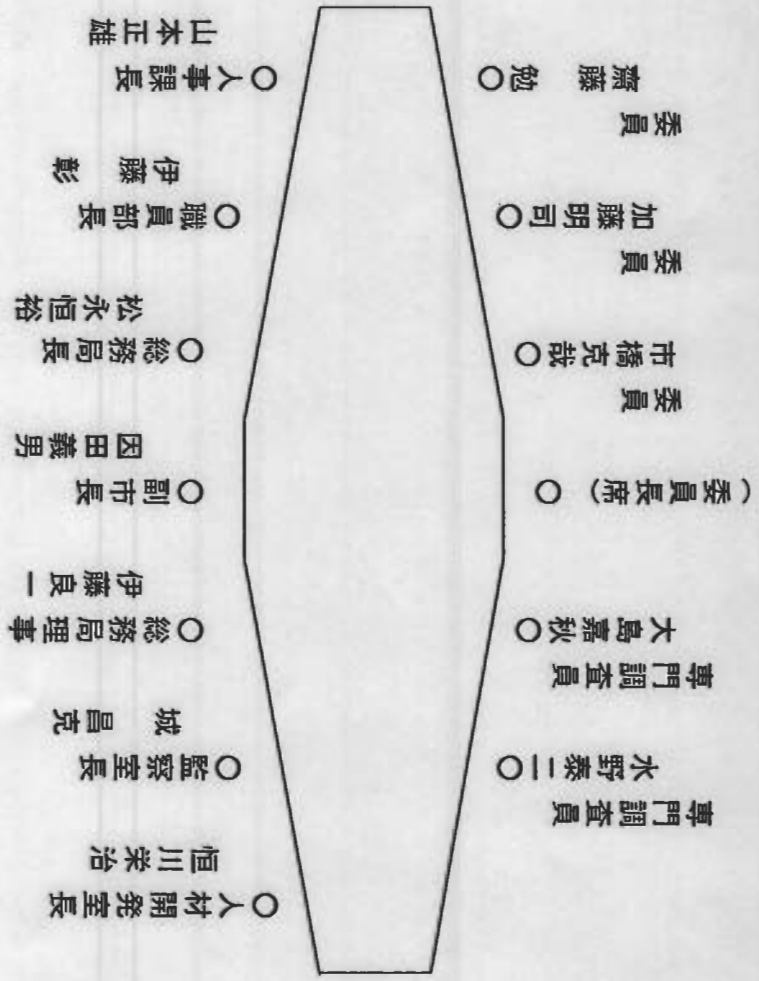 専門調査員
水野泰二○
専門調査員
大島嘉秋○
(委員長席) ○
委員
市橋克哉○
委員
加藤明司○
委員
齋藤 勉○
○人材開発室長
恒川栄治
○監察室長
城 昌克
○総務局理事
伊藤良一
○副市長
因田義男
○総務局長
松永恒裕
○職員部長
伊藤 彰
○人事課長
山本正雄